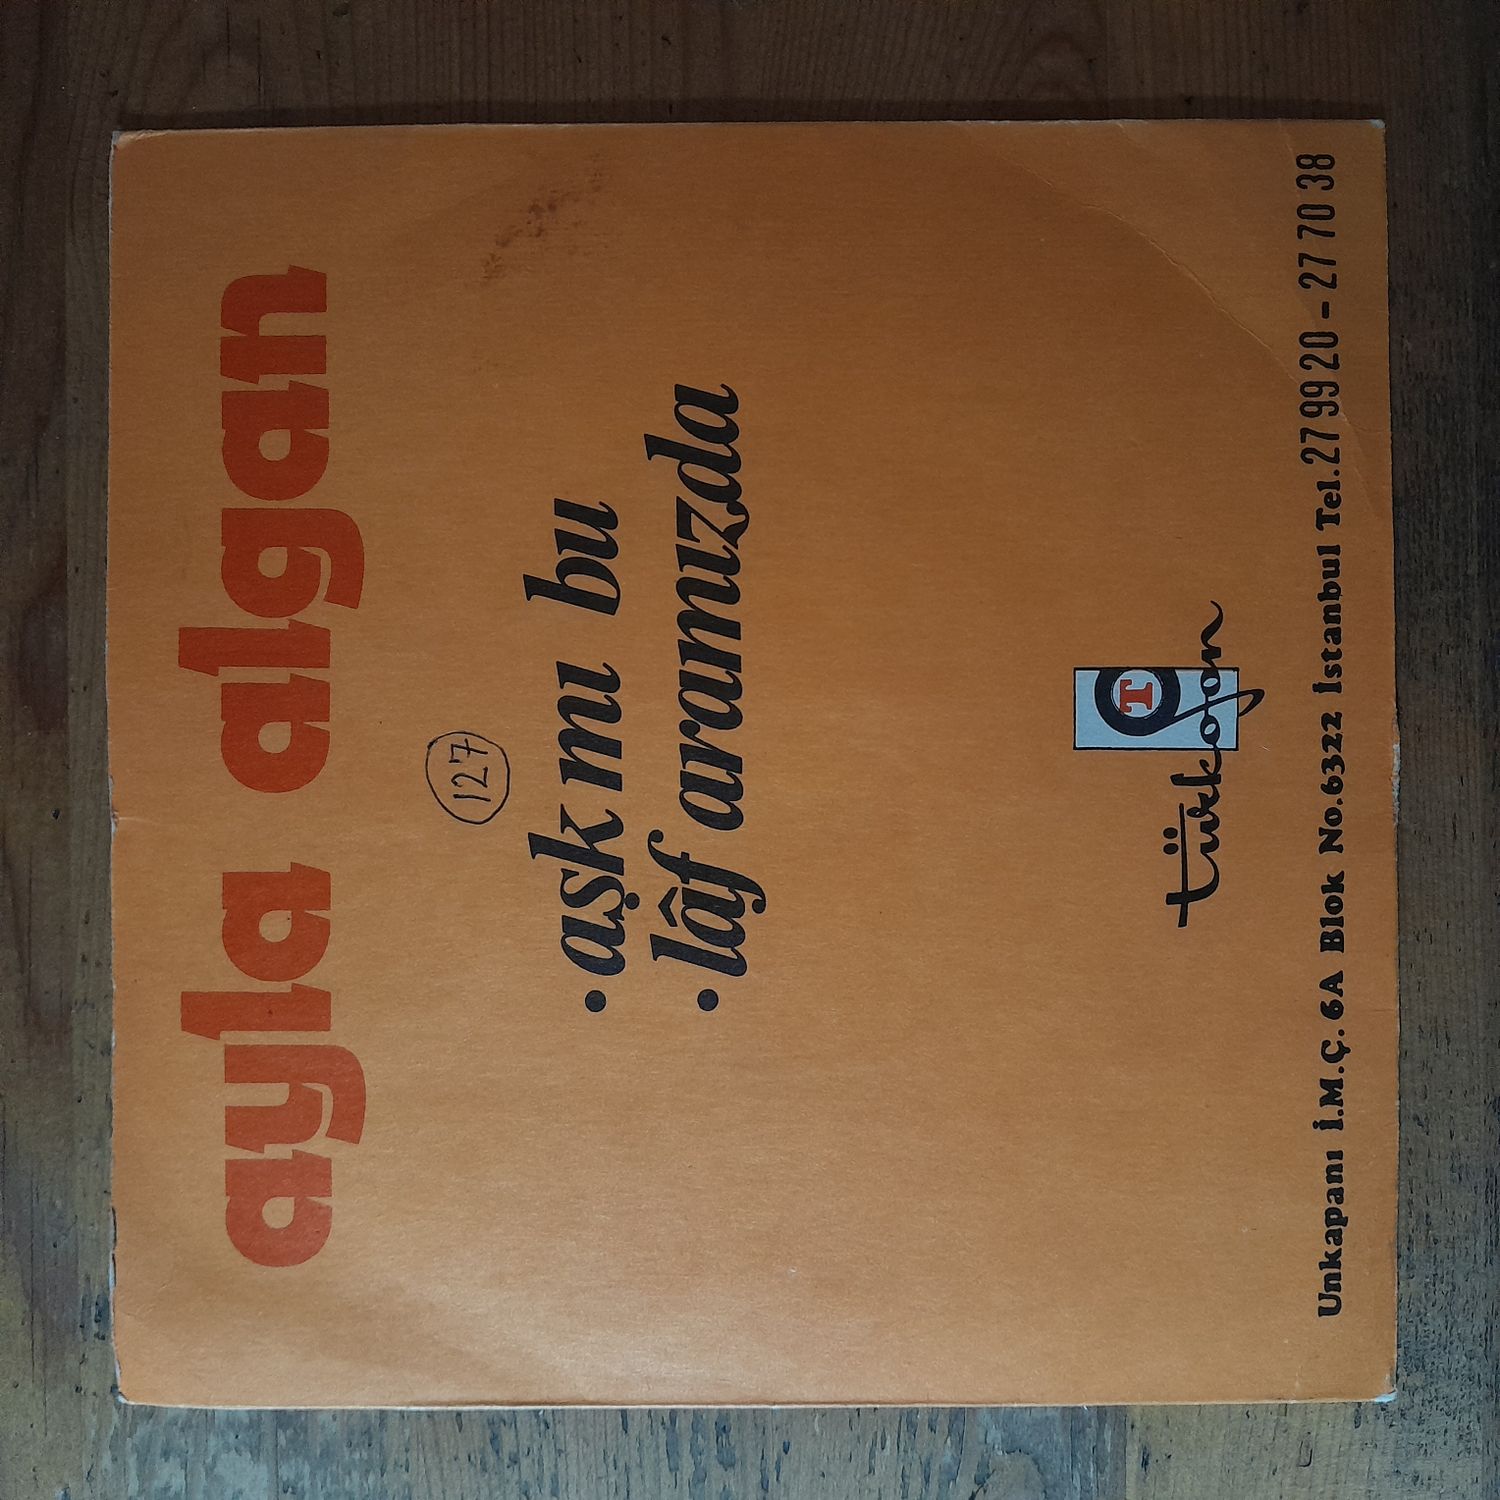 ayla algan
127
• aşk mı bu
• lâf aramızda
T
türkofon
Unkapanı İ.M.Ç. 6A Blok No.6322 İstanbul Tel.27 99 20 - 27 70 38